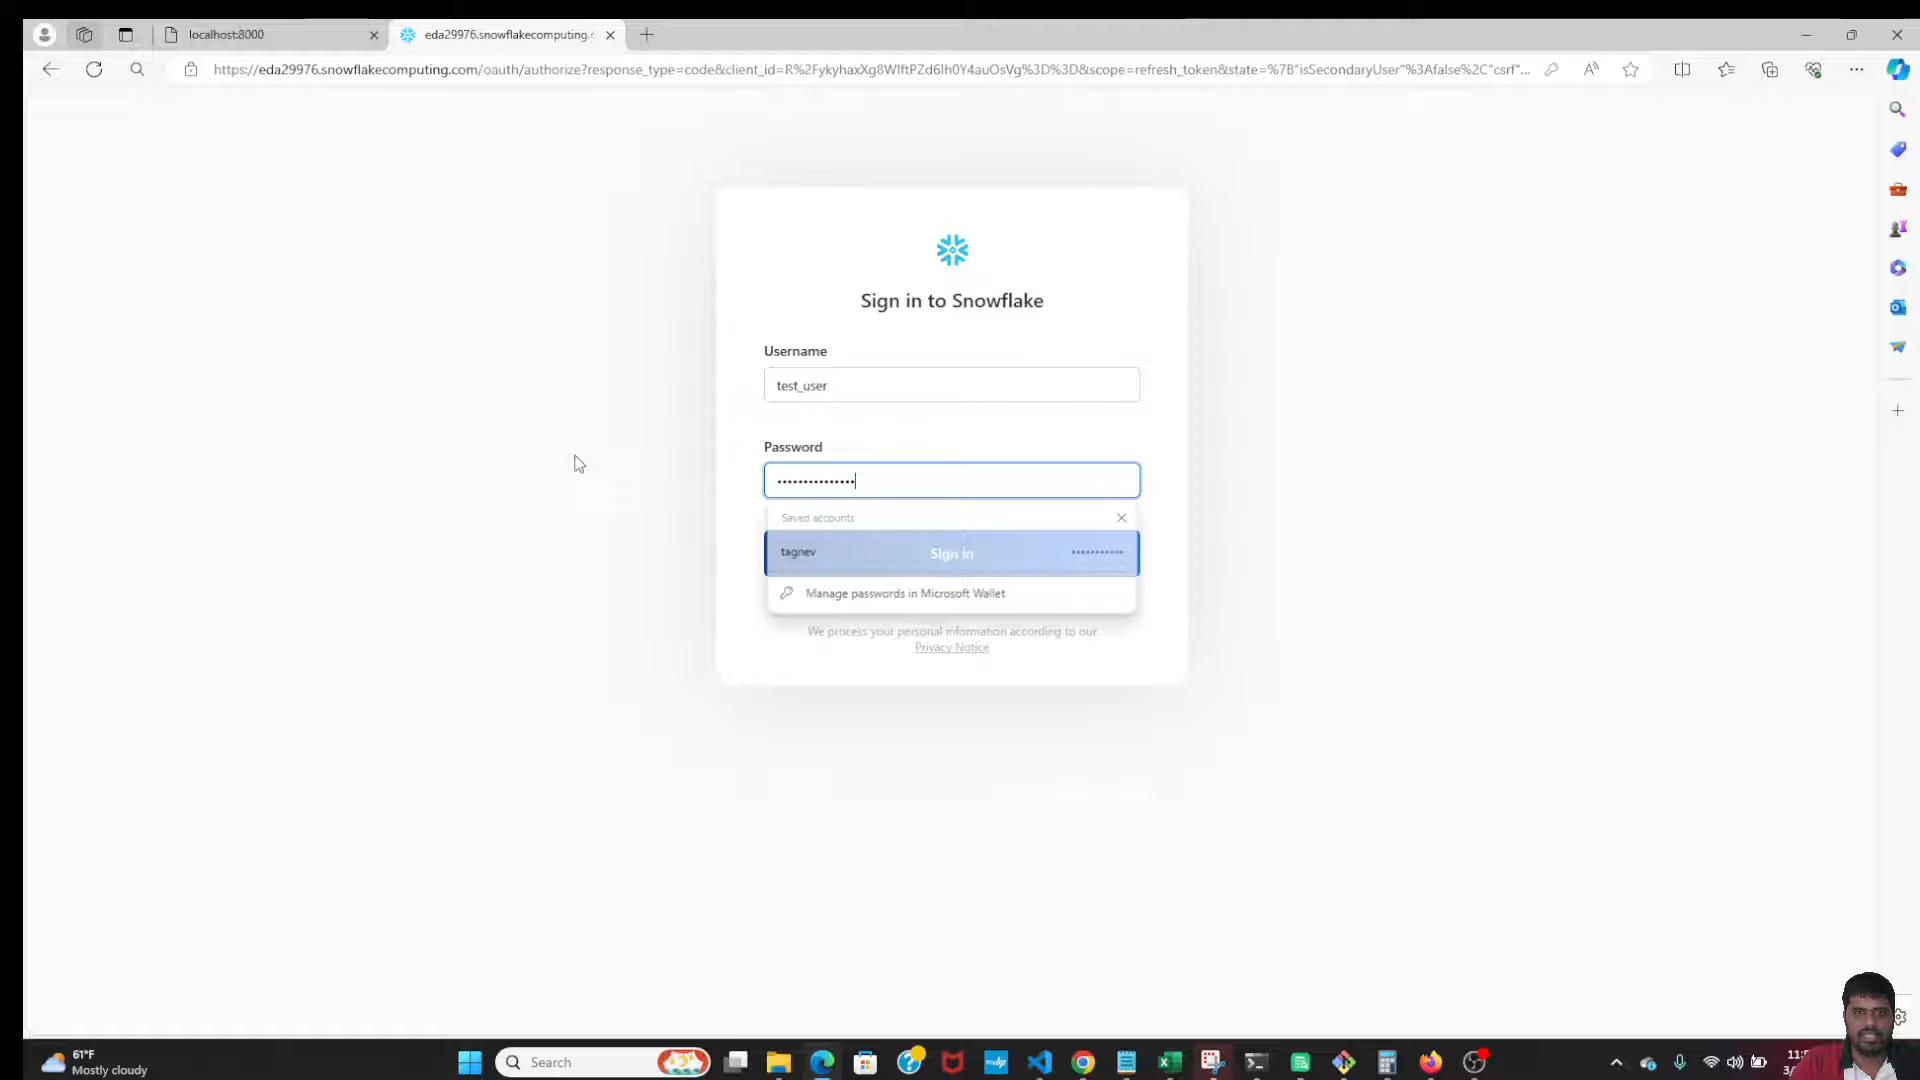 localhost:8000
eda29976.snowflakecomputing.c
https://eda29976.snowflakecomputing.com/oauth/authorize?response_type=code&client_id=R%2FykyhaxXg8WIftPZd6Ih0Y4auOsVg%3D%3D&scope=refresh_token&state=%7B"isSecondaryUser"%3Afalse%2C"csrf"...
Sign in to Snowflake
Username
test_user
Password
Saved accounts
tagnev
Sign in
Manage passwords in Microsoft Wallet
We process your personal information according to our
Privacy Notice
61°F
Mostly cloudy
Search
myhp